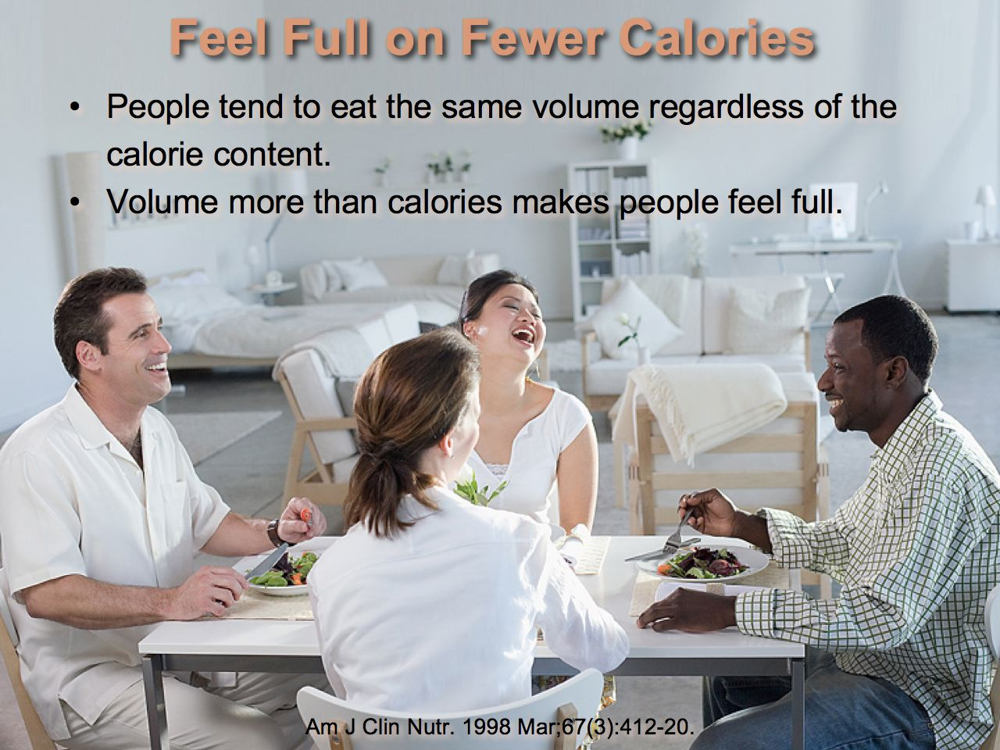 Feel Full on Fewer Calories
• People tend to eat the same volume regardless of the
calorie content.
• Volume more than calories makes people feel full.
Am J Clin Nutr. 1998 Mar;67(3):412-20.